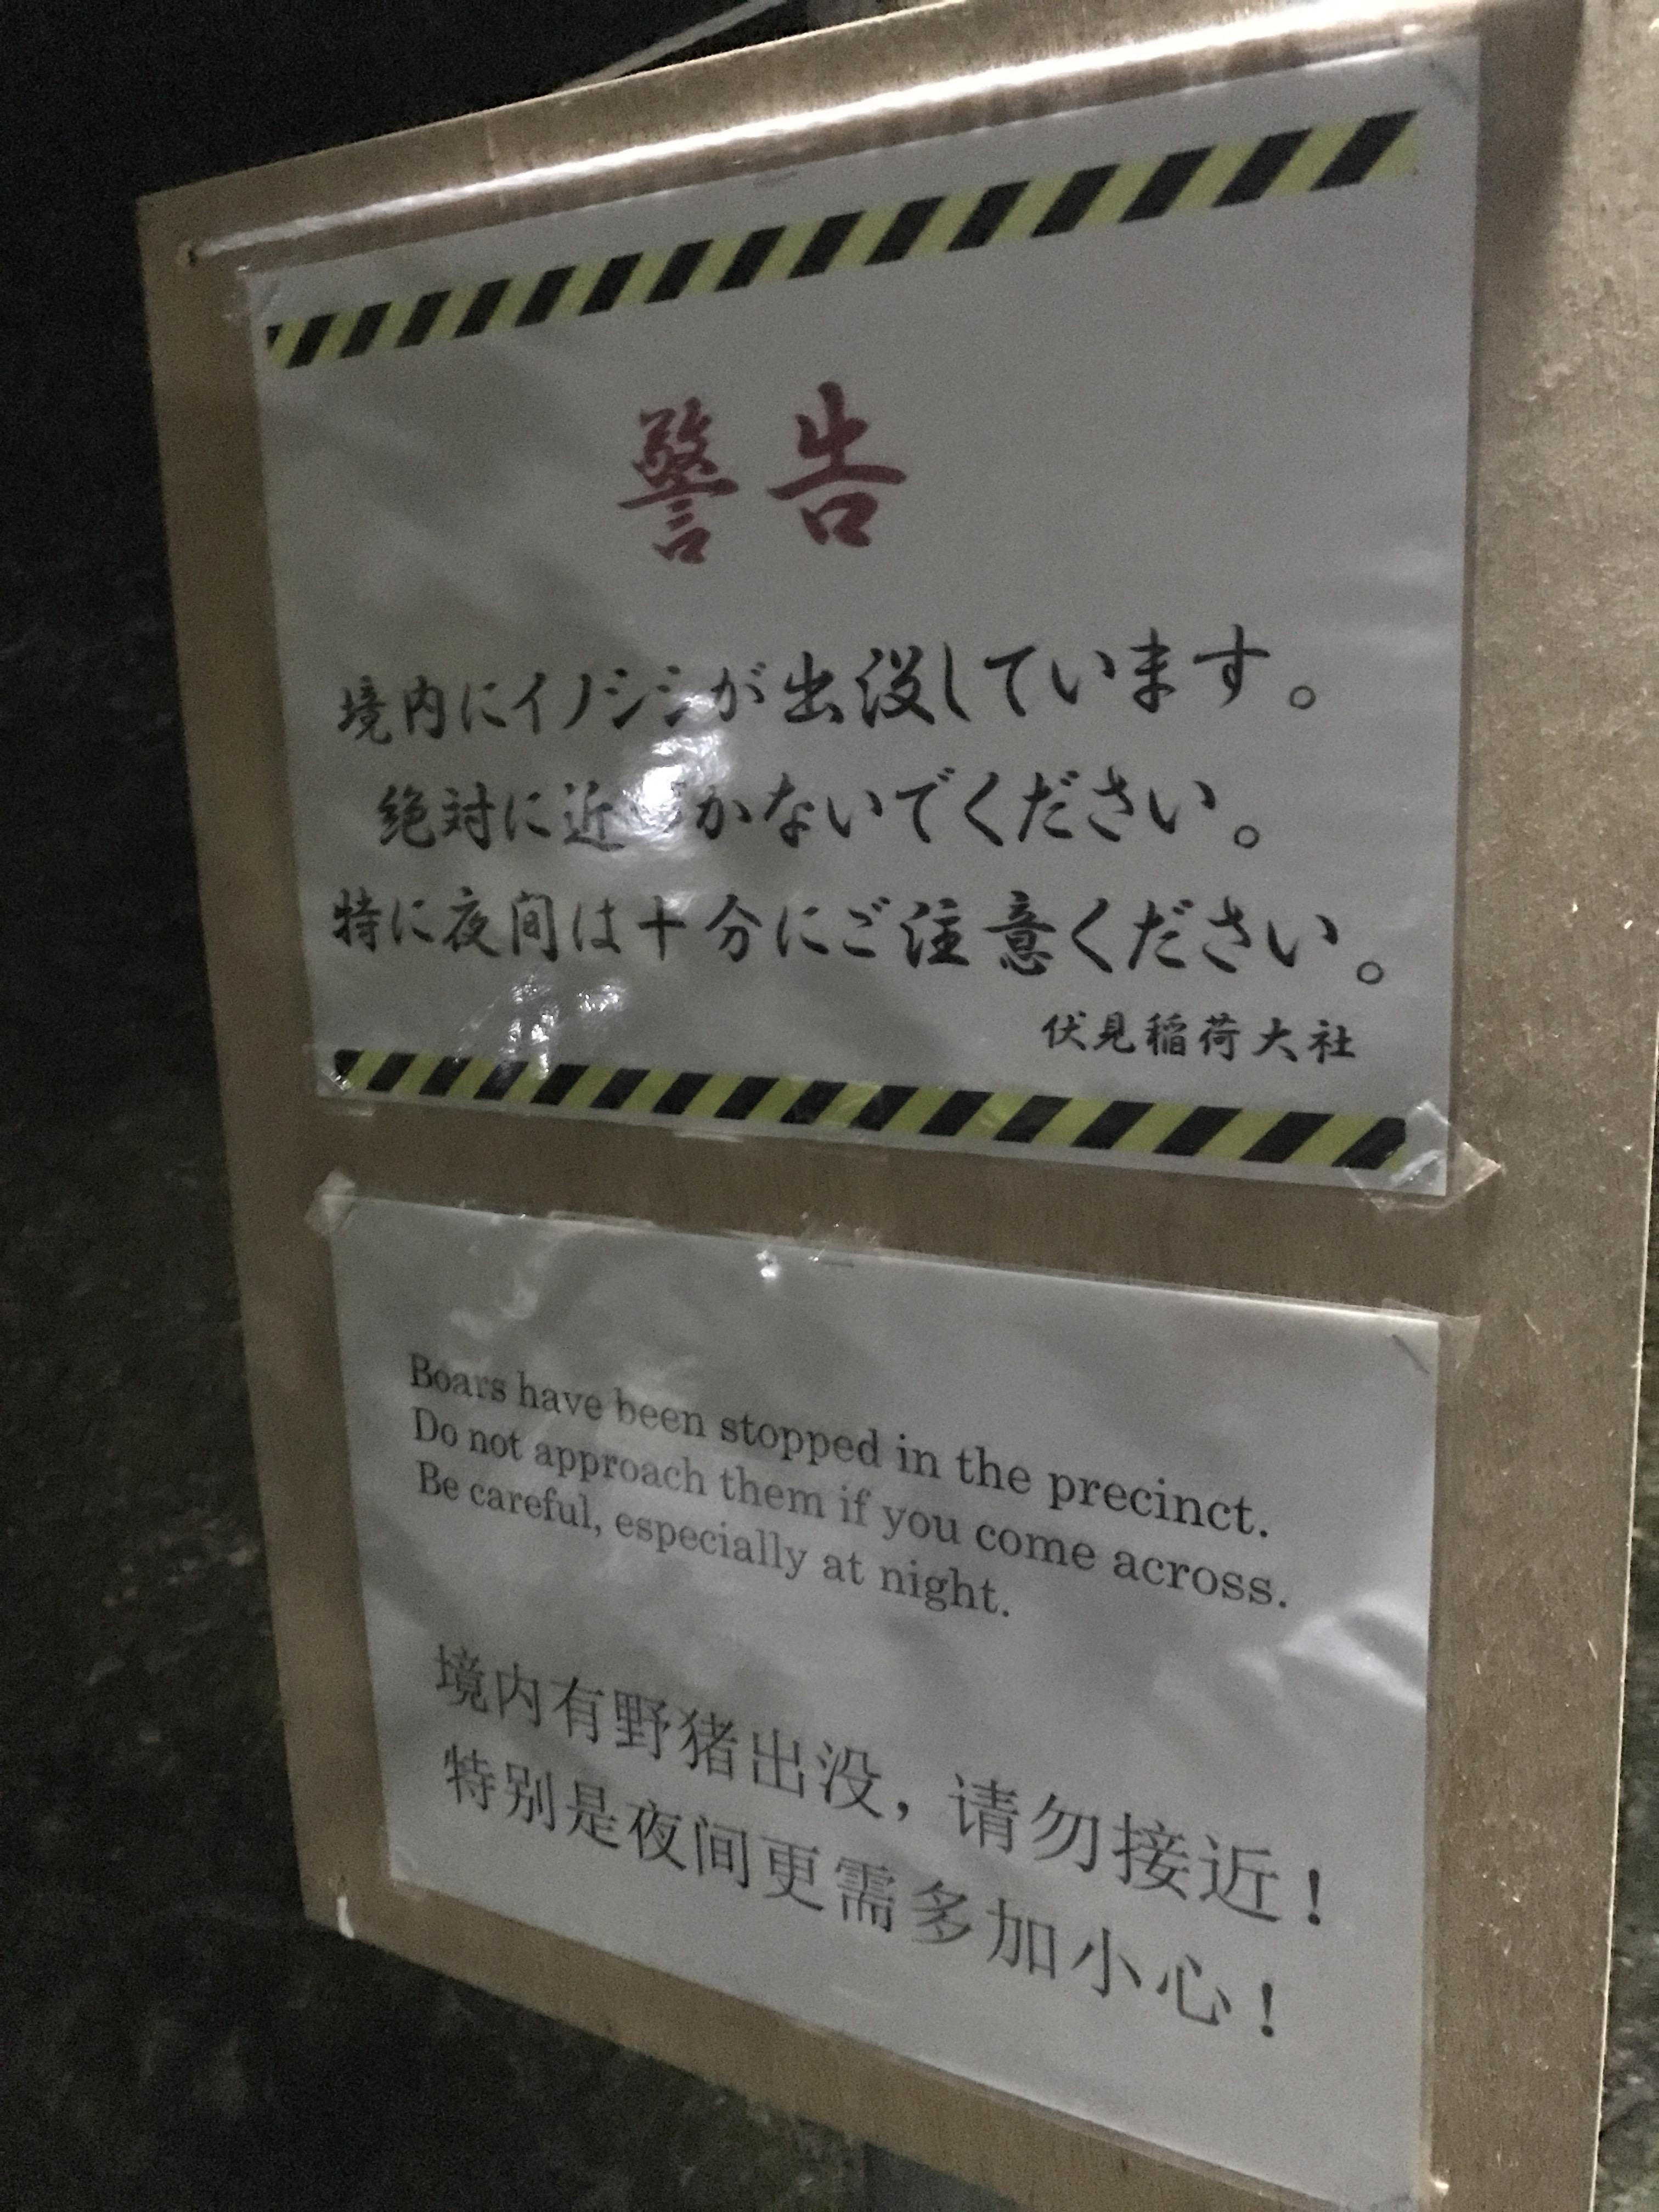 警告
境内にイノシシが出没しています。
絶対に近づかないでください。
特に夜間は十分にご注意ください。
伏見稲荷大社
Boars have been stopped in the precinct.
Do not approach them if you come across.
Be careful, especially at night.
境内有野猪出没，请勿接近！
特别是夜间更需多加小心！